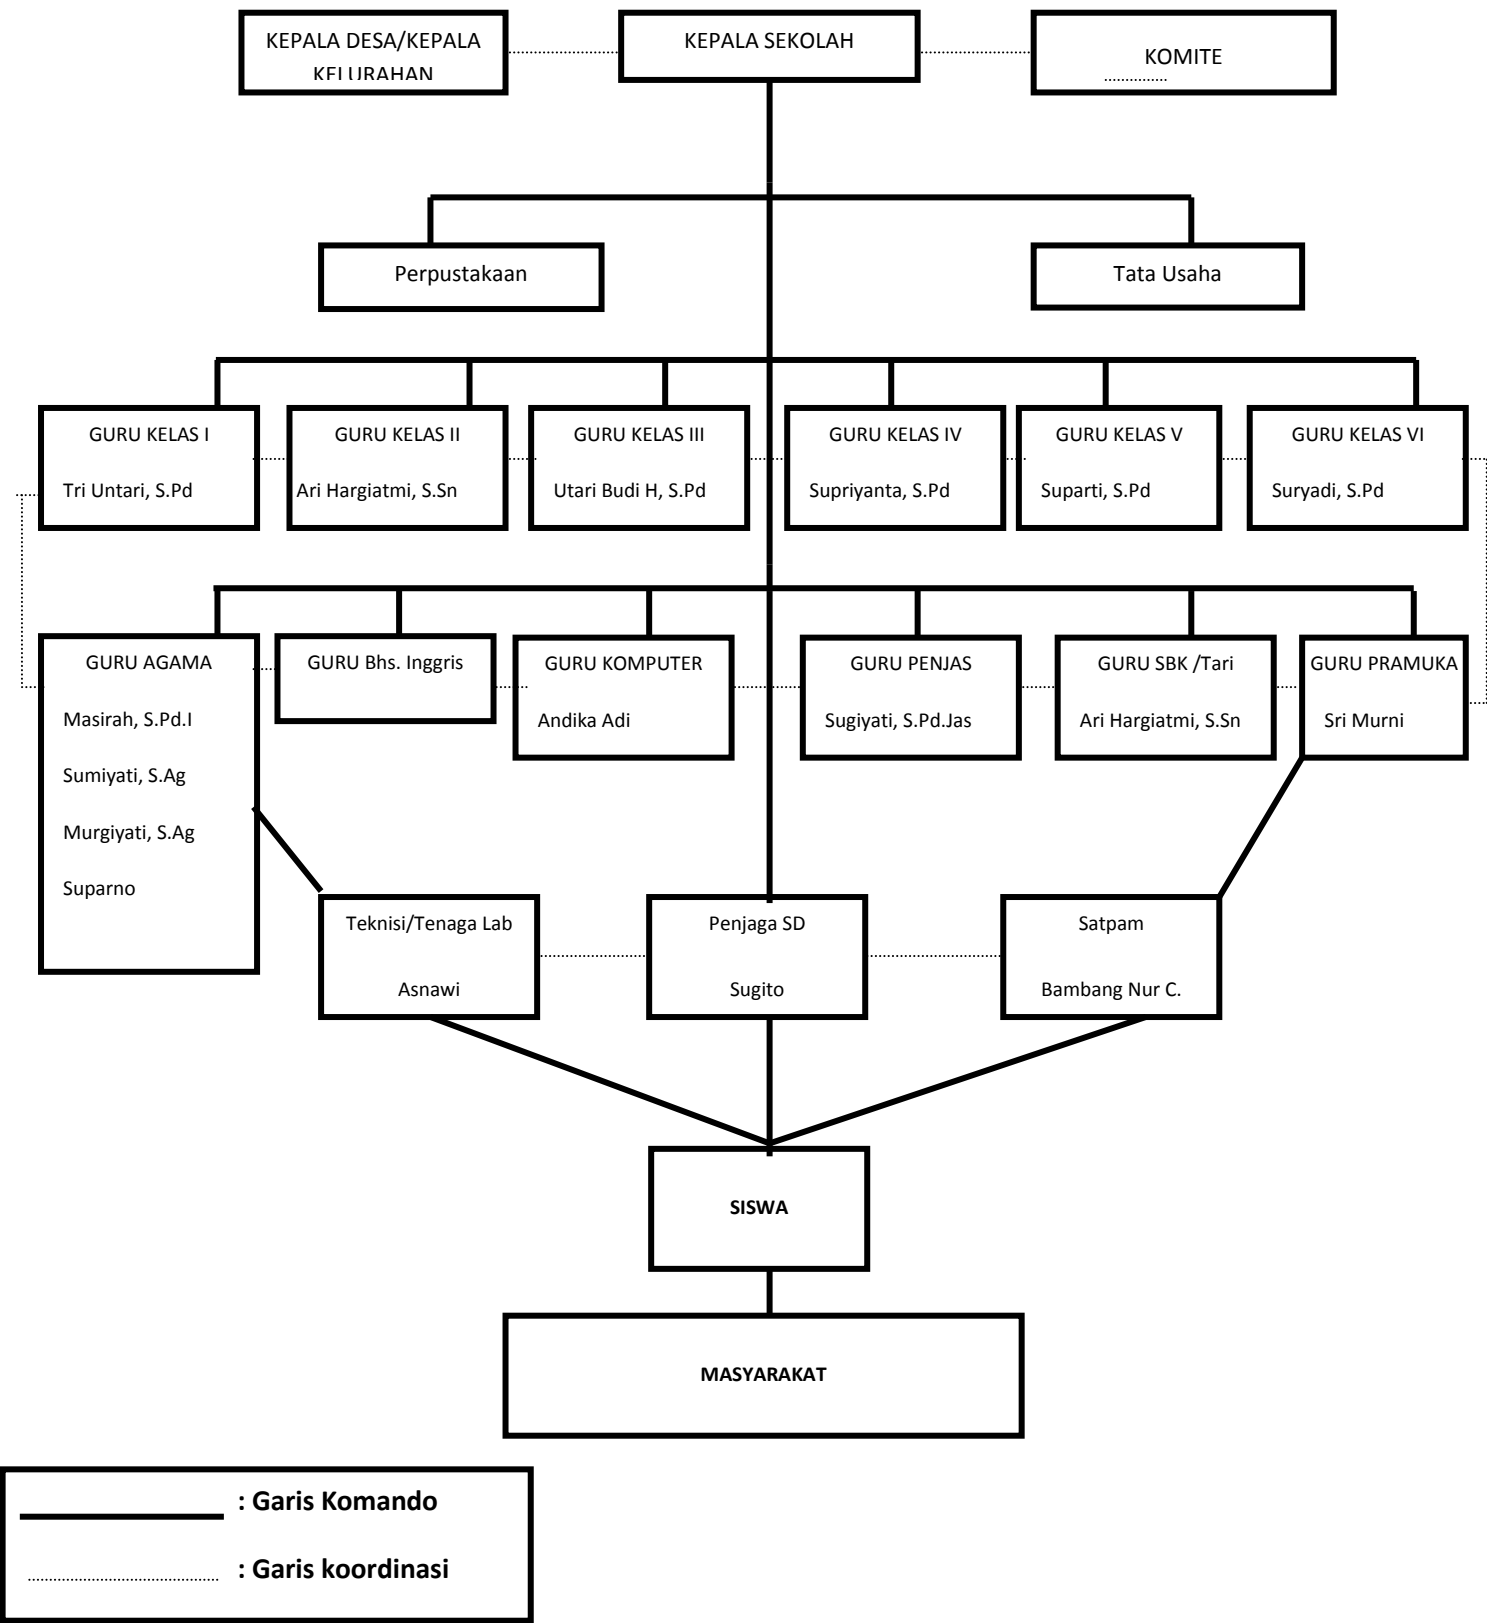 KEPALA DESA/KEPALA
KELURAHAN
KEPALA SEKOLAH
KOMITE
...............
Perpustakaan
Tata Usaha
GURU KELAS I
Tri Untari, S.Pd
GURU KELAS II
Ari Hargiatmi, S.Sn
GURU KELAS III
Utari Budi H, S.Pd
GURU KELAS IV
Supriyanta, S.Pd
GURU KELAS V
Suparti, S.Pd
GURU KELAS VI
Suryadi, S.Pd
GURU AGAMA
Masirah, S.Pd.I
Sumiyati, S.Ag
Murgiyati, S.Ag
Suparno
GURU Bhs. Inggris
GURU KOMPUTER
Andika Adi
GURU PENJAS
Sugiyati, S.Pd.Jas
GURU SBK /Tari
Ari Hargiatmi, S.Sn
GURU PRAMUKA
Sri Murni
Teknisi/Tenaga Lab
Asnawi
Penjaga SD
Sugito
Satpam
Bambang Nur C.
SISWA
MASYARAKAT
: Garis Komando
: Garis koordinasi